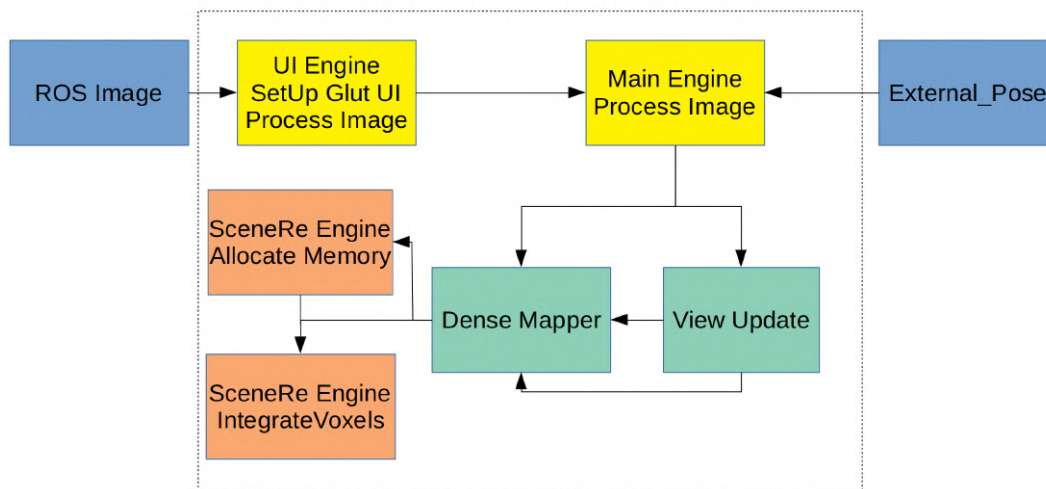 ROS Image
UI Engine
SetUp Glut UI
Process Image
Main Engine
Process Image
External_Pose
SceneRe Engine
Allocate Memory
Dense Mapper
View Update
SceneRe Engine
IntegrateVoxels